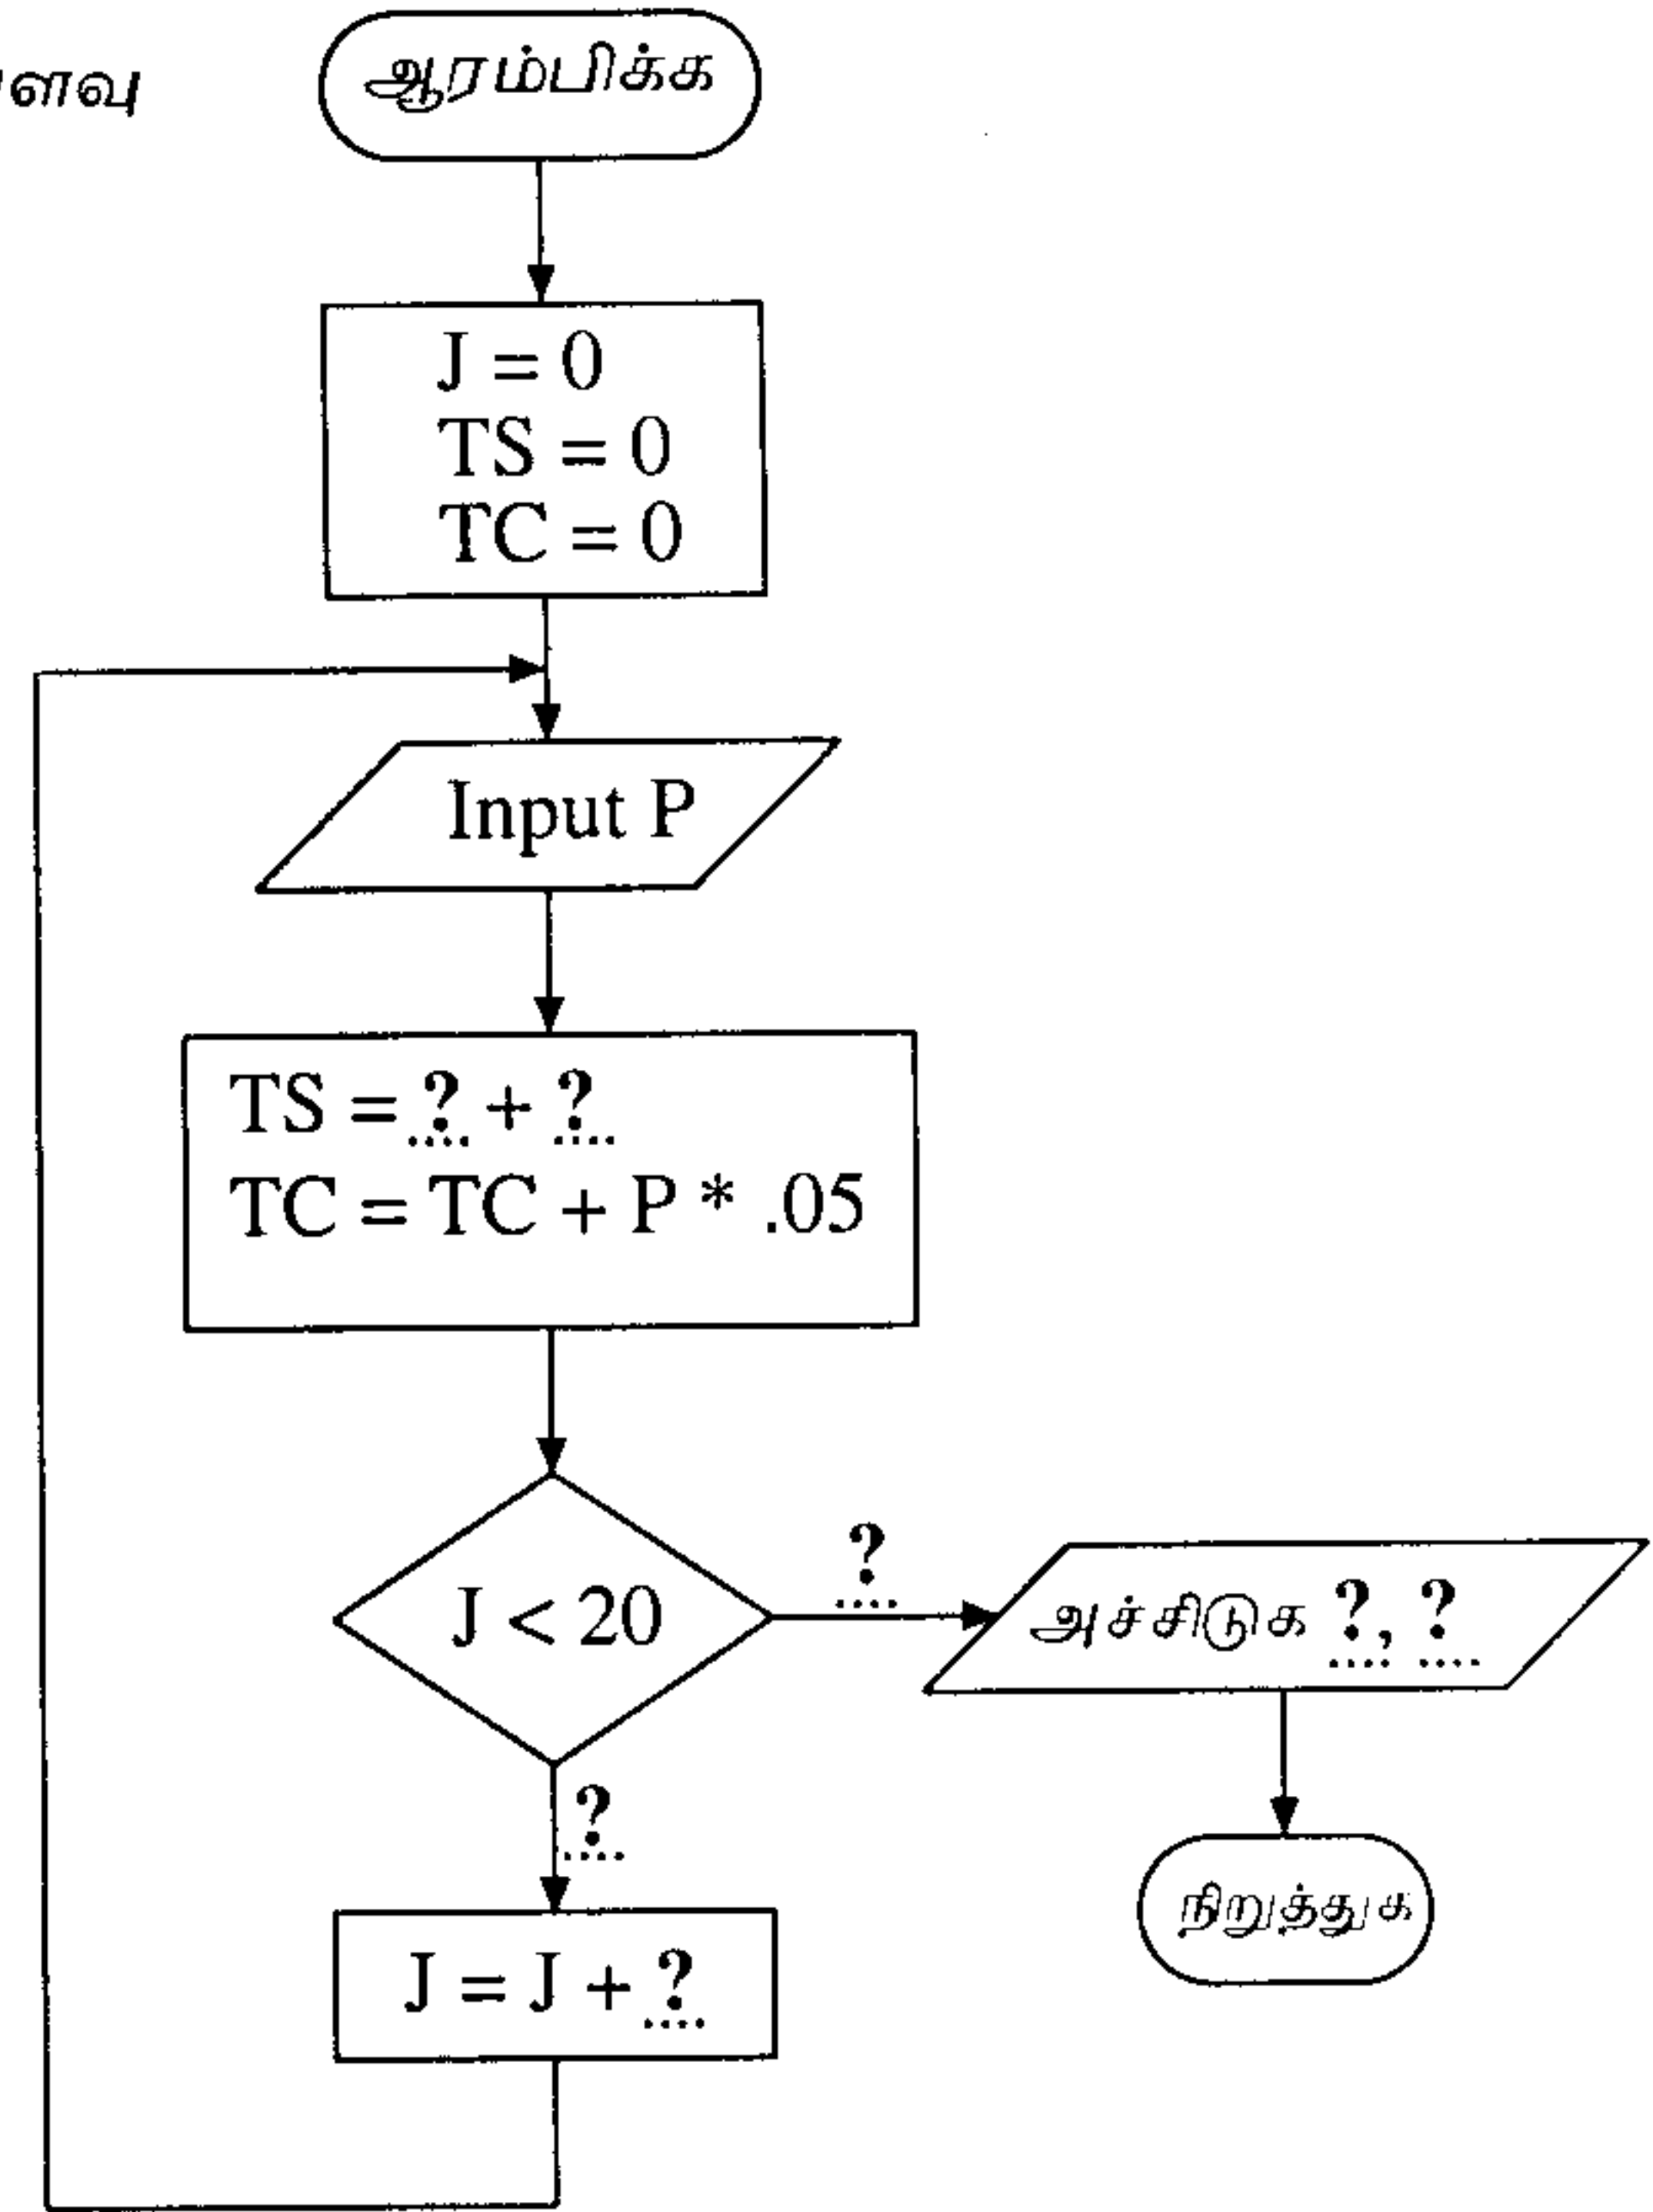 ஆரம்பிக்க
J = 0
TS = 0
TC = 0
Input P
TS = ? + ?
TC = TC + P * .05
J < 20
?
அச்சிடுக ?, ?
?
நிறுத்துக
J = J + ?